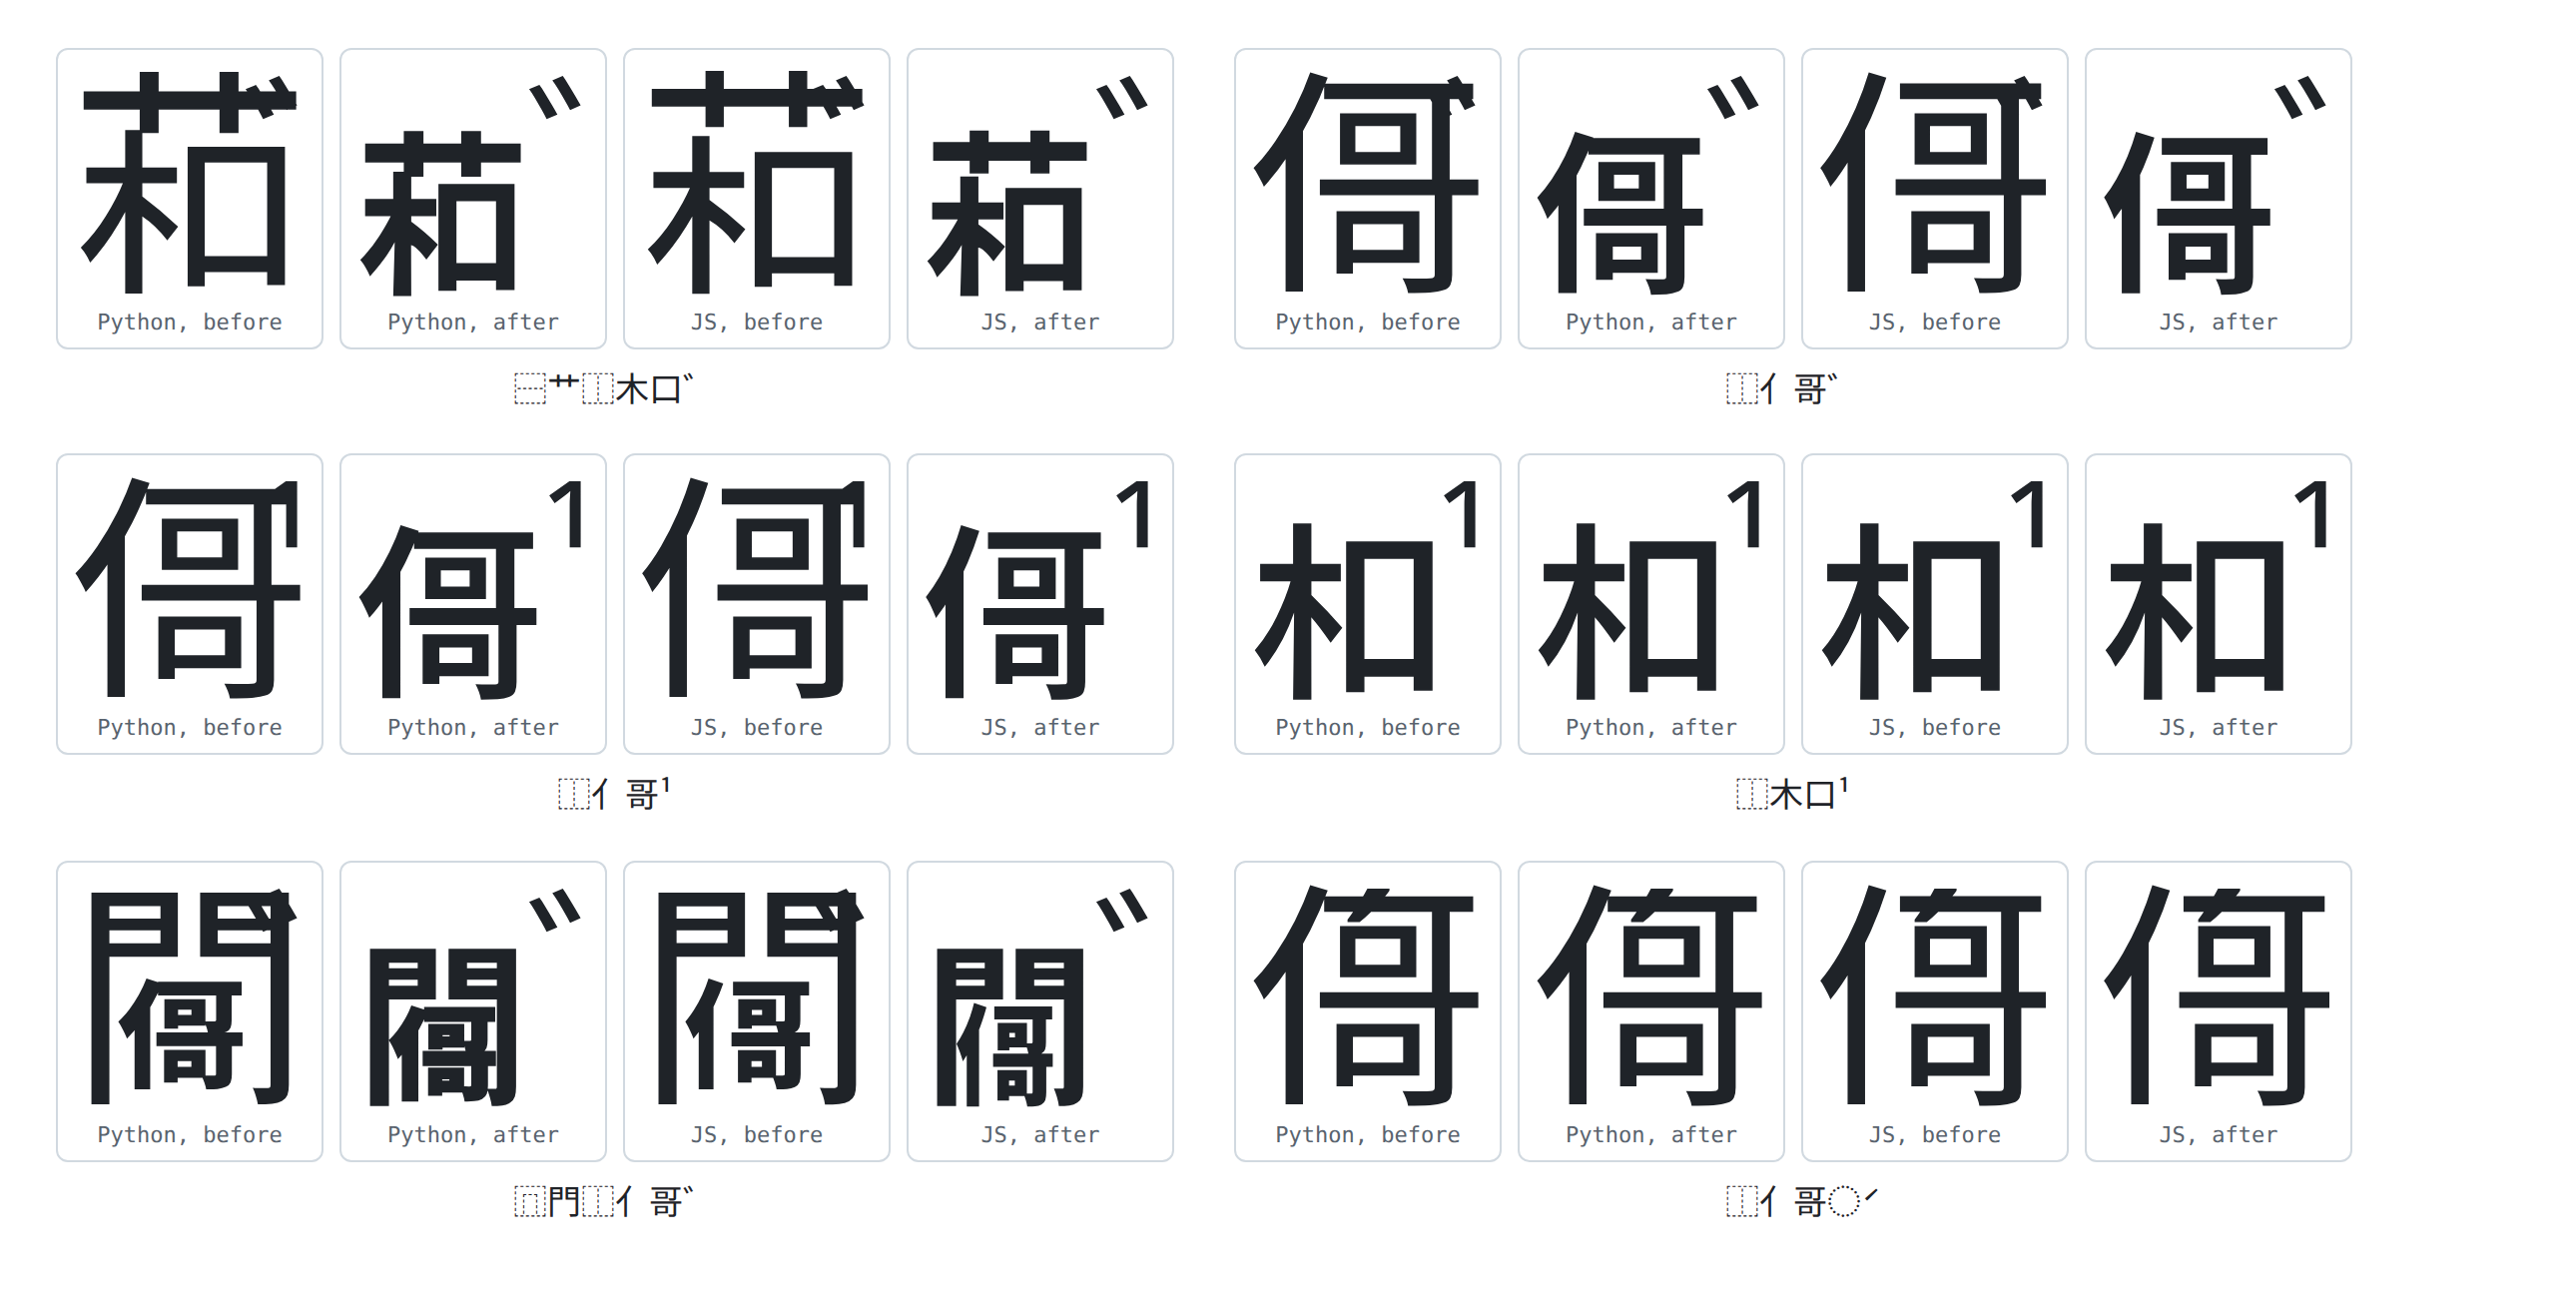 Python, before Python, after JS, before JS, after Python, before Python, after JS, before JS, after
⿱艹⿰木口゛ ⿰亻哥゛
Python, before Python, after JS, before JS, after Python, before Python, after JS, before JS, after
⿰亻哥¹ ⿰木口¹
Python, before Python, after JS, before JS, after Python, before Python, after JS, before JS, after
⿵門⿰亻哥゛ ⿰亻哥◌ˊ